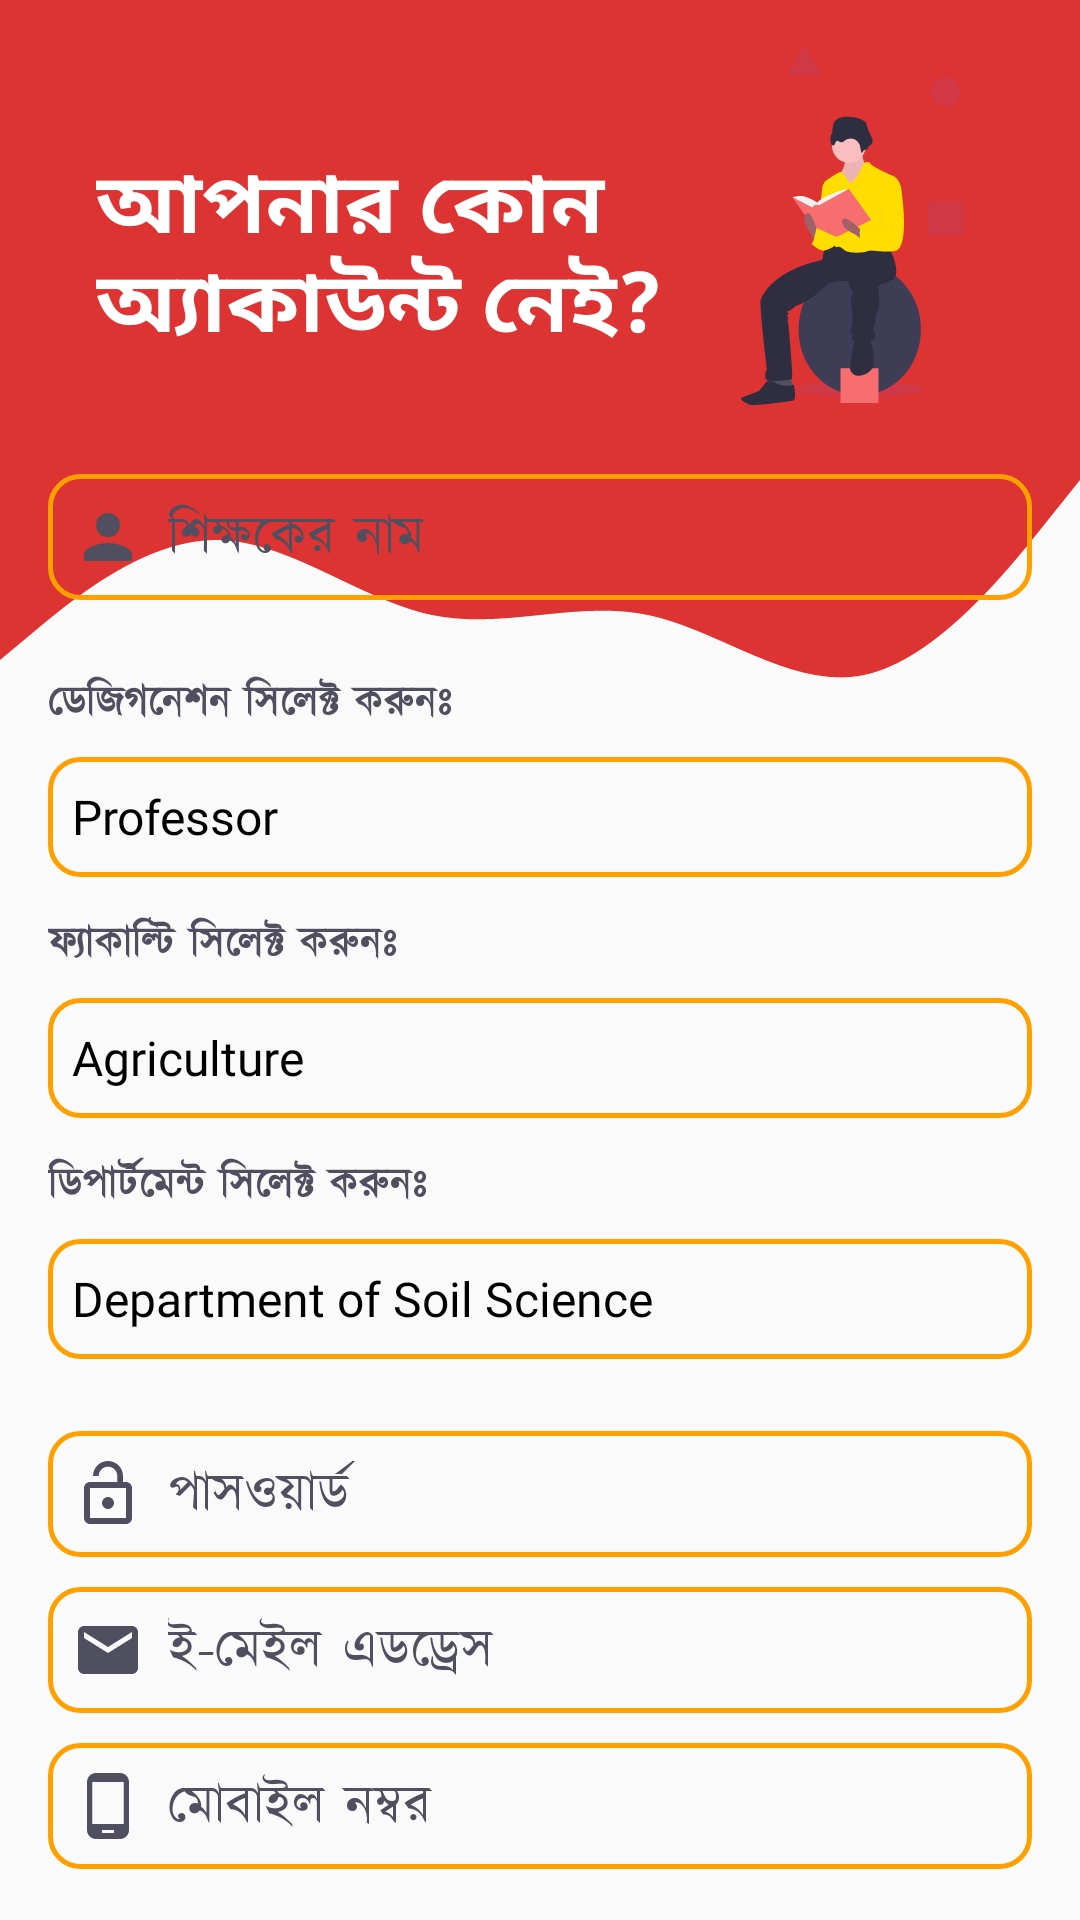 আপনার কোন
অ্যাকাউন্ট নেই?
শিক্ষকের নাম
ডেজিগনেশন সিলেক্ট করুনঃ
Professor
ফ্যাকাল্টি সিলেক্ট করুনঃ
Agriculture
ডিপার্টমেন্ট সিলেক্ট করুনঃ
Department of Soil Science
পাসওয়ার্ড
ই-মেইল এডড্রেস
মোবাইল নম্বর